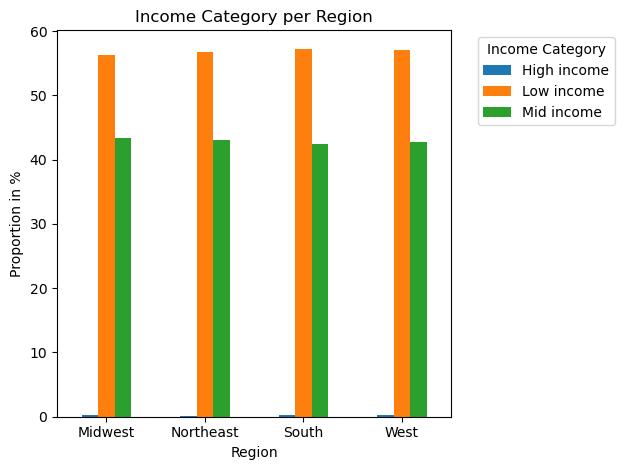 Income Category per Region
Income Category
High income
Low income
Mid income
60
50
40
30
20
10
0
Proportion in %
Midwest Northeast South West
Region